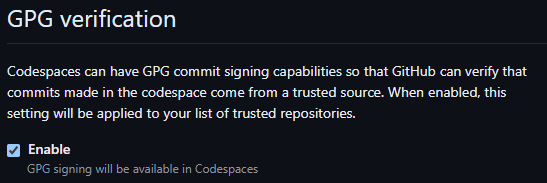 GPG verification
Codespaces can have GPG commit signing capabilities so that GitHub can verify that
commits made in the codespace come from a trusted source. When enabled, this
setting will be applied to your list of trusted repositories.
Enable
GPG signing will be available in Codespaces